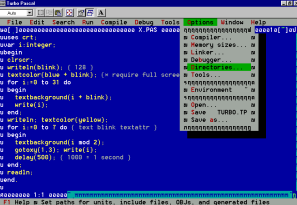 Turbo Pascal
Auto
File Edit Search Run Compile Debug Tools Options Window Help
X.PAS
uses crt;
var i:integer;
ubegin
u clrscr;
u writeln(blink); ( 128 )
u textcolor(blue + blink); (= require full scree
u for i:=0 to 31 do
u begin
u textbackground(i + blink);
u write(i);
u end;
u writeln; textcolor(yellow);
u for i:=0 to 7 do ( text blink textattr )
u begin
u textbackground(i mod 2);
u gotoxy(1,3); write(i);
u delay(500); ( 1000 = 1 second )
u end;
u readln;
uend.
u
1:1
Compiler...
Memory sizes...
Linker...
Debugger...
Directories...
Tools...
Environment
Open...
Save TURBO.TP
Save as...
F1 Help Set paths for units, include files, OBJs, and generated files